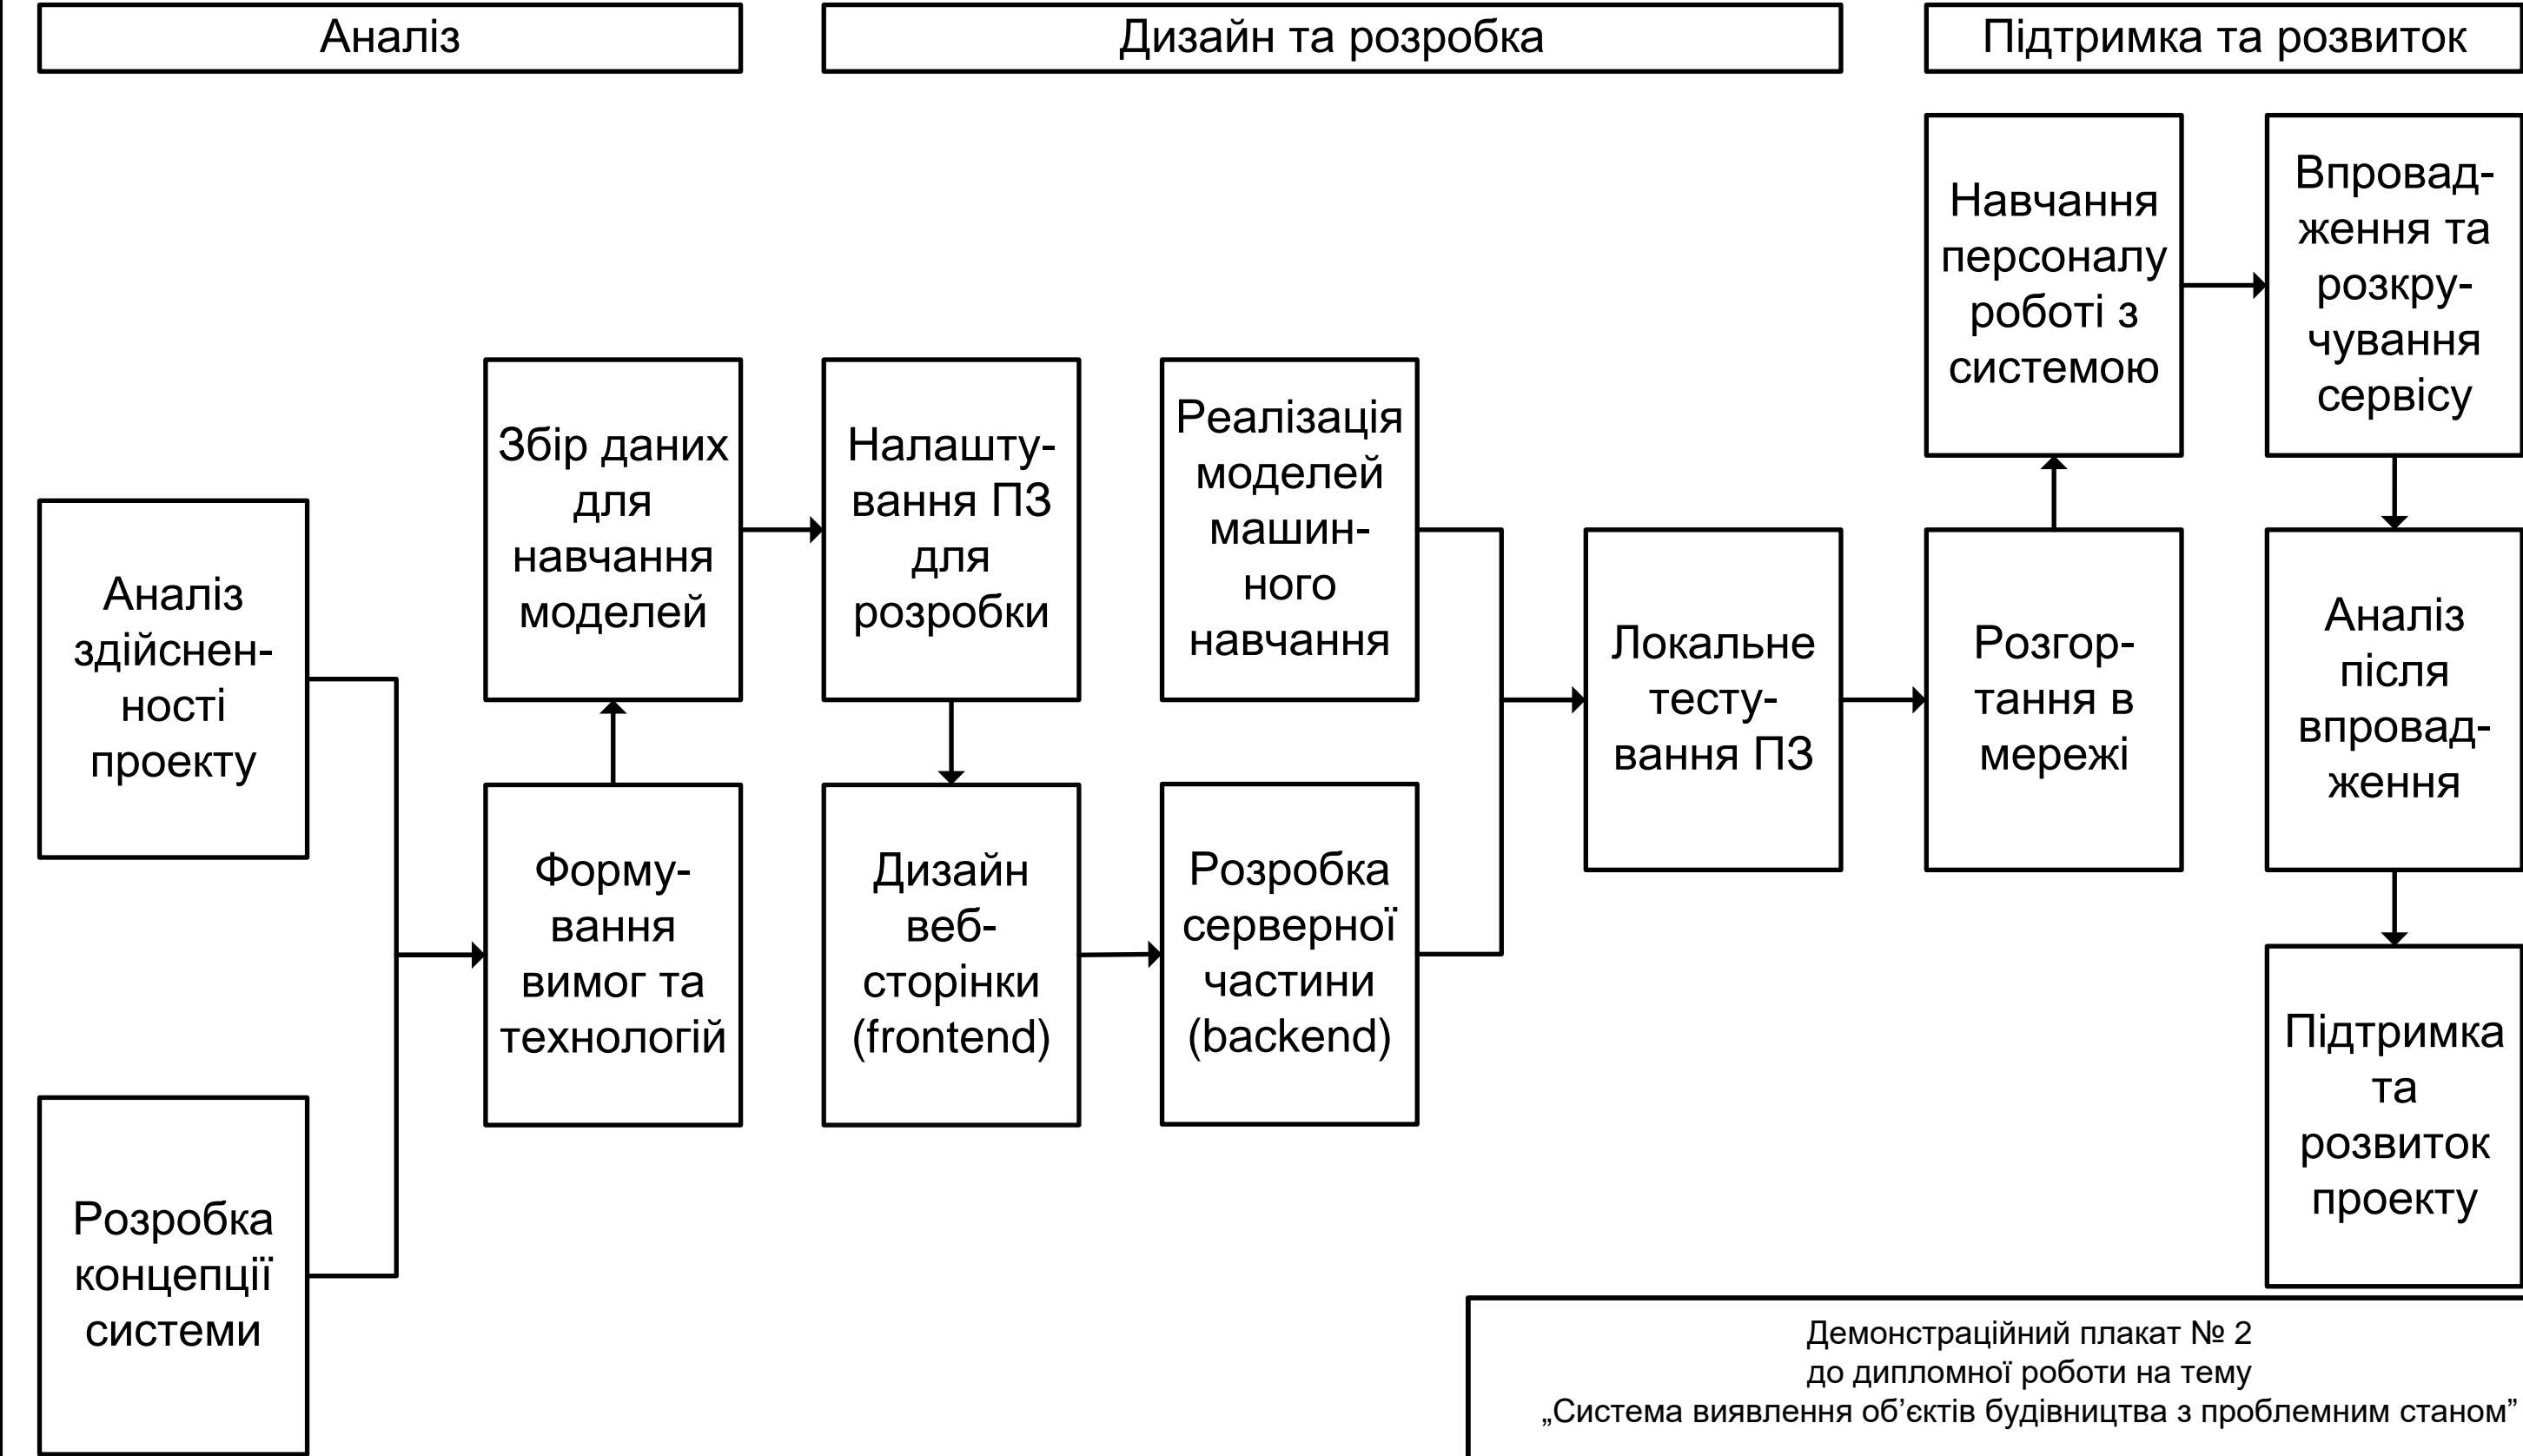 Аналіз
Дизайн та розробка
Підтримка та розвиток
Аналіз
здійснен-
ності
проекту
Розробка
концепції
системи
Форму-
вання
вимог та
технологій
Збір даних
для
навчання
моделей
Налашту-
вання ПЗ
для
розробки
Дизайн
веб-
сторінки
(frontend)
Реалізація
моделей
машин-
ного
навчання
Розробка
серверної
частини
(backend)
Локальне
тесту-
вання ПЗ
Розгор-
тання в
мережі
Навчання
персоналу
роботі з
системою
Впровад-
ження та
розкру-
чування
сервісу
Аналіз
після
впровад-
ження
Підтримка
та
розвиток
проекту
Демонстраційний плакат № 2
до дипломної роботи на тему
„Система виявлення об’єктів будівництва з проблемним станом”